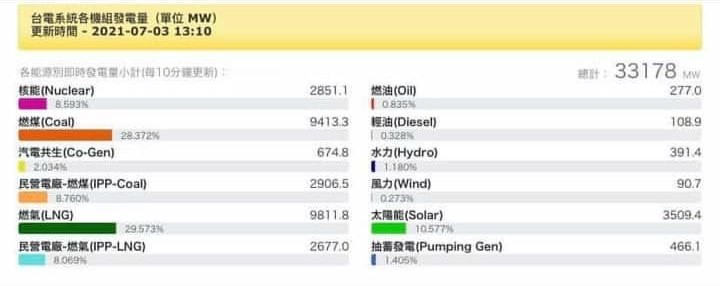 台電系統各機組發電量（單位 MW）
更新時間 - 2021-07-03 13:10
各能源別即時發電量小計(每10分鐘更新)：
總計： 33178 MW
核能(Nuclear) 2851.1
8.593%
燃煤(Coal) 9413.3
28.372%
汽電共生(Co-Gen) 674.8
2.034%
民營電廠-燃煤(IPP-Coal) 2906.5
8.760%
燃氣(LNG) 9811.8
29.573%
民營電廠-燃氣(IPP-LNG) 2677.0
8.069%
燃油(Oil) 277.0
0.835%
輕油(Diesel) 108.9
0.328%
水力(Hydro) 391.4
1.180%
風力(Wind) 90.7
0.273%
太陽能(Solar) 3509.4
10.577%
抽蓄發電(Pumping Gen) 466.1
1.405%